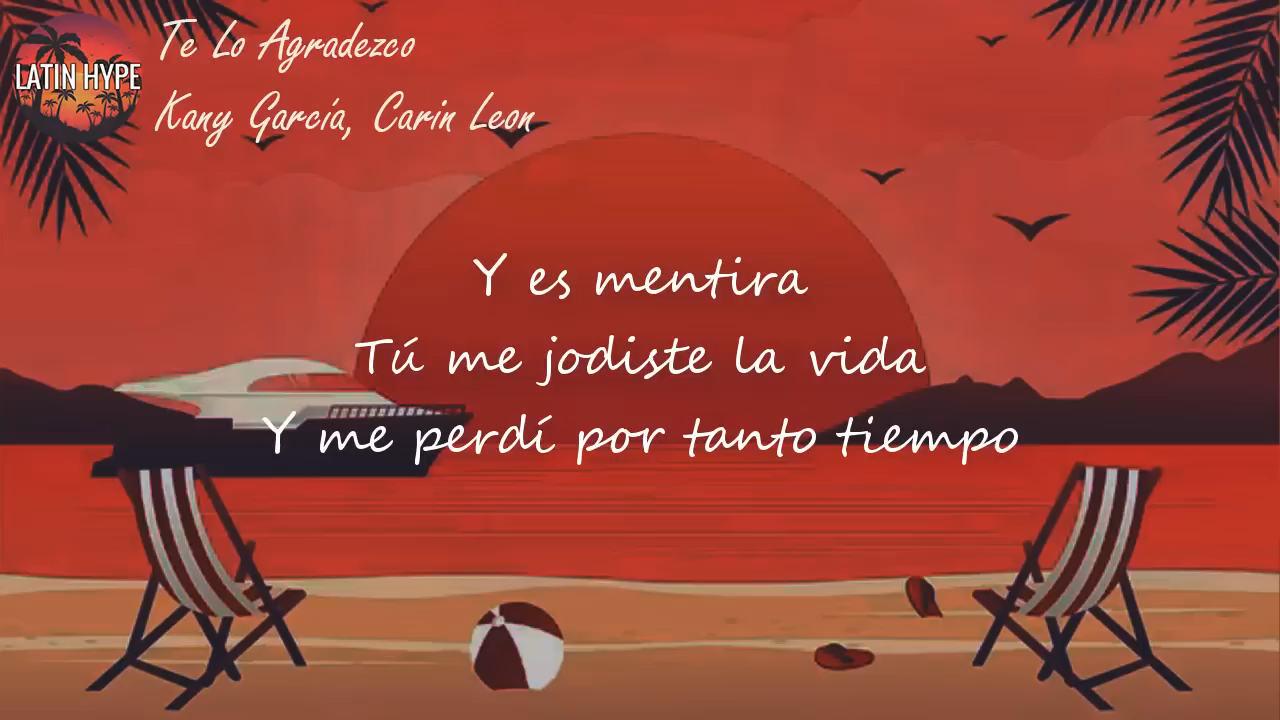 LATIN HYPE
Te Lo Agradezco
Kany García, Carin Leon
Y es mentira
Tú me jodiste la vida
Y me perdí por tanto tiempo